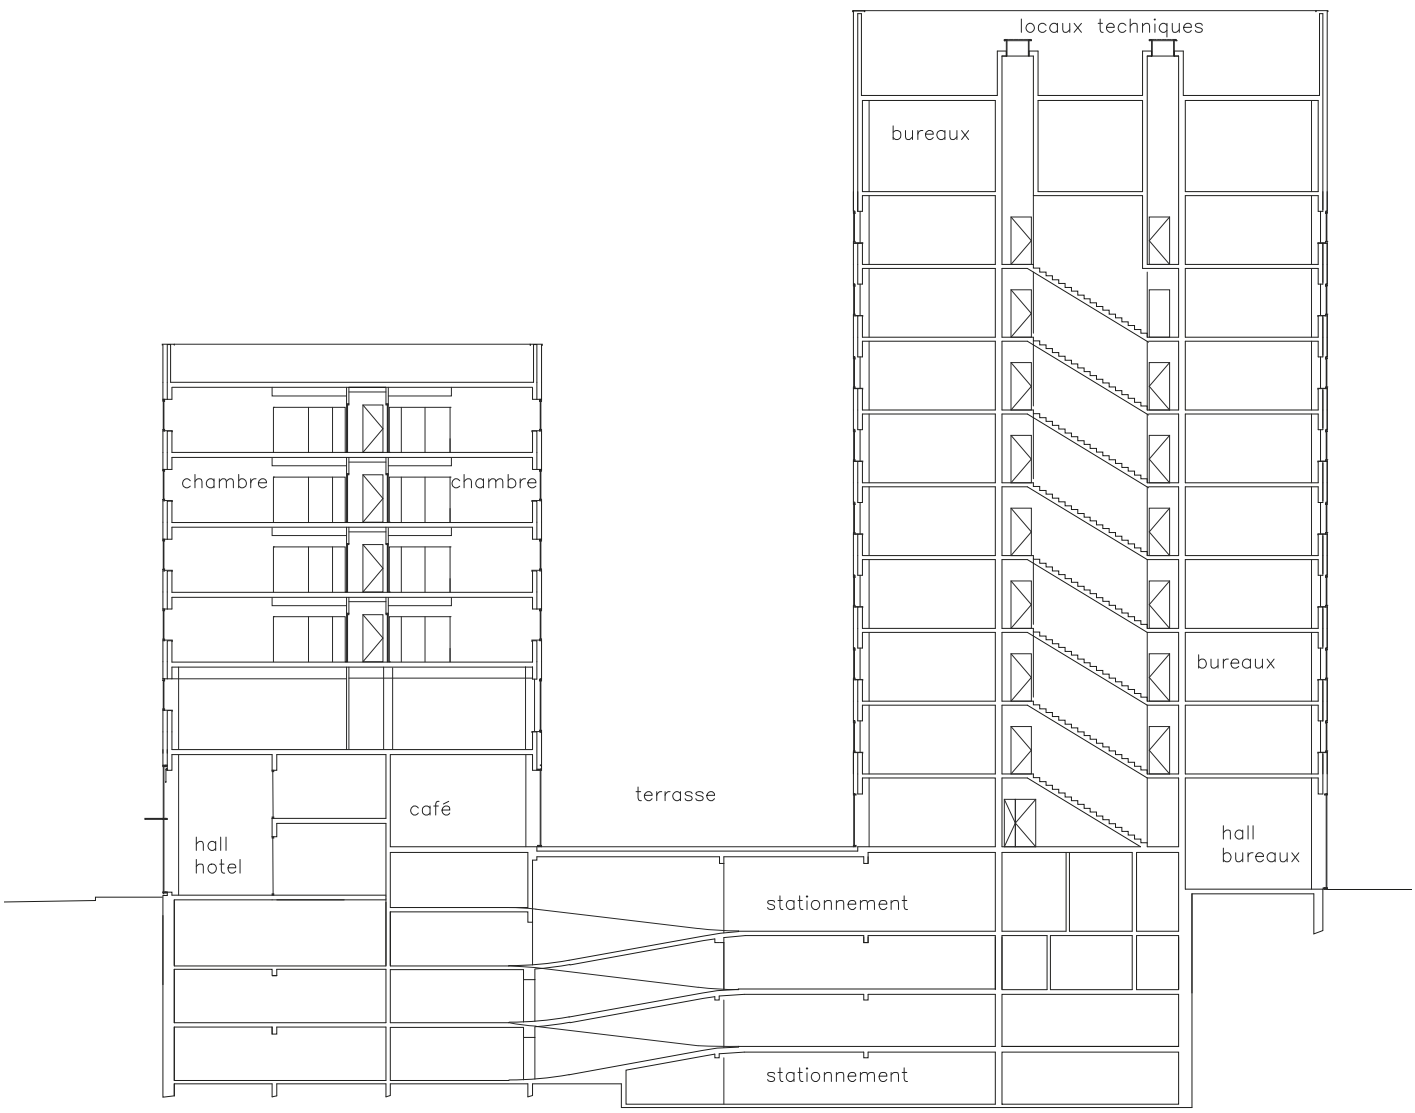 locaux techniques
bureaux
chambre
chambre
bureaux
terrasse
café
hall
hotel
hall
bureaux
stationnement
stationnement